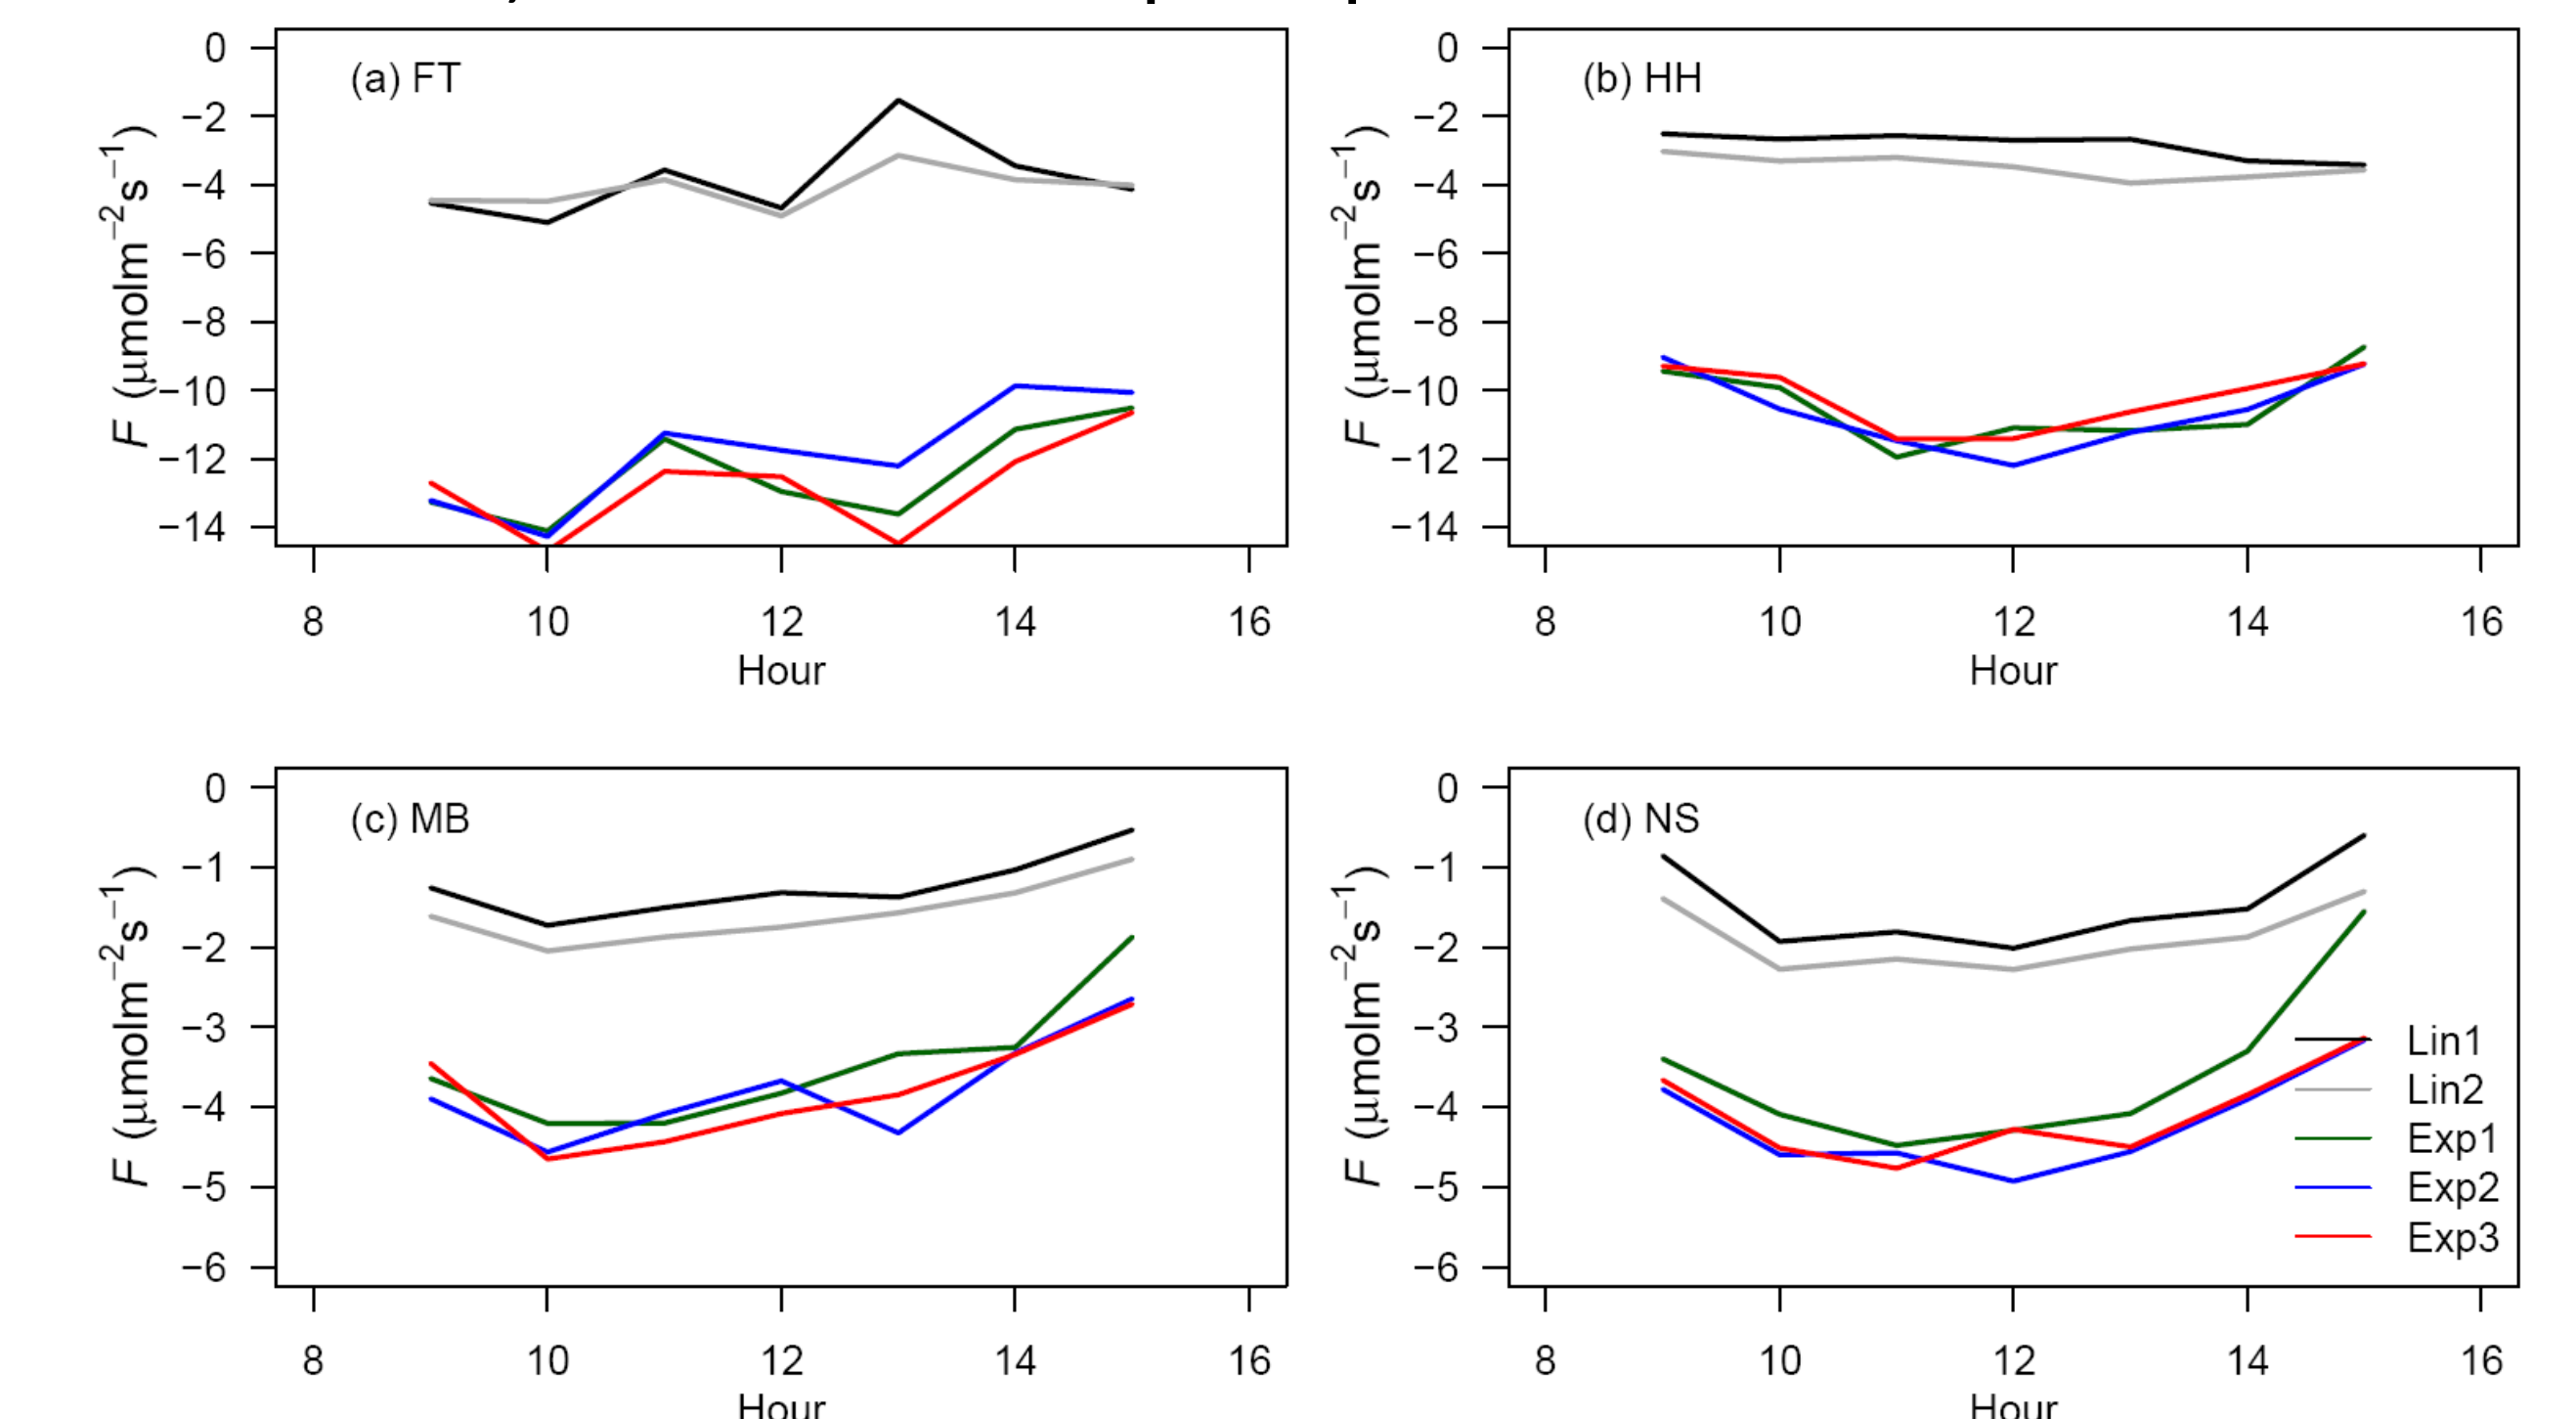 (a) FT
0
−2
−4
−6
−8
−10
−12
−14
F (μmolm−2s−1)
8 10 12 14 16
Hour
(b) HH
0
−2
−4
−6
−8
−10
−12
−14
F (μmolm−2s−1)
8 10 12 14 16
Hour
(c) MB
0
−1
−2
−3
−4
−5
−6
F (μmolm−2s−1)
8 10 12 14 16
Hour
(d) NS
0
−1
−2
−3
−4
−5
−6
F (μmolm−2s−1)
Lin1
Lin2
Exp1
Exp2
Exp3
8 10 12 14 16
Hour